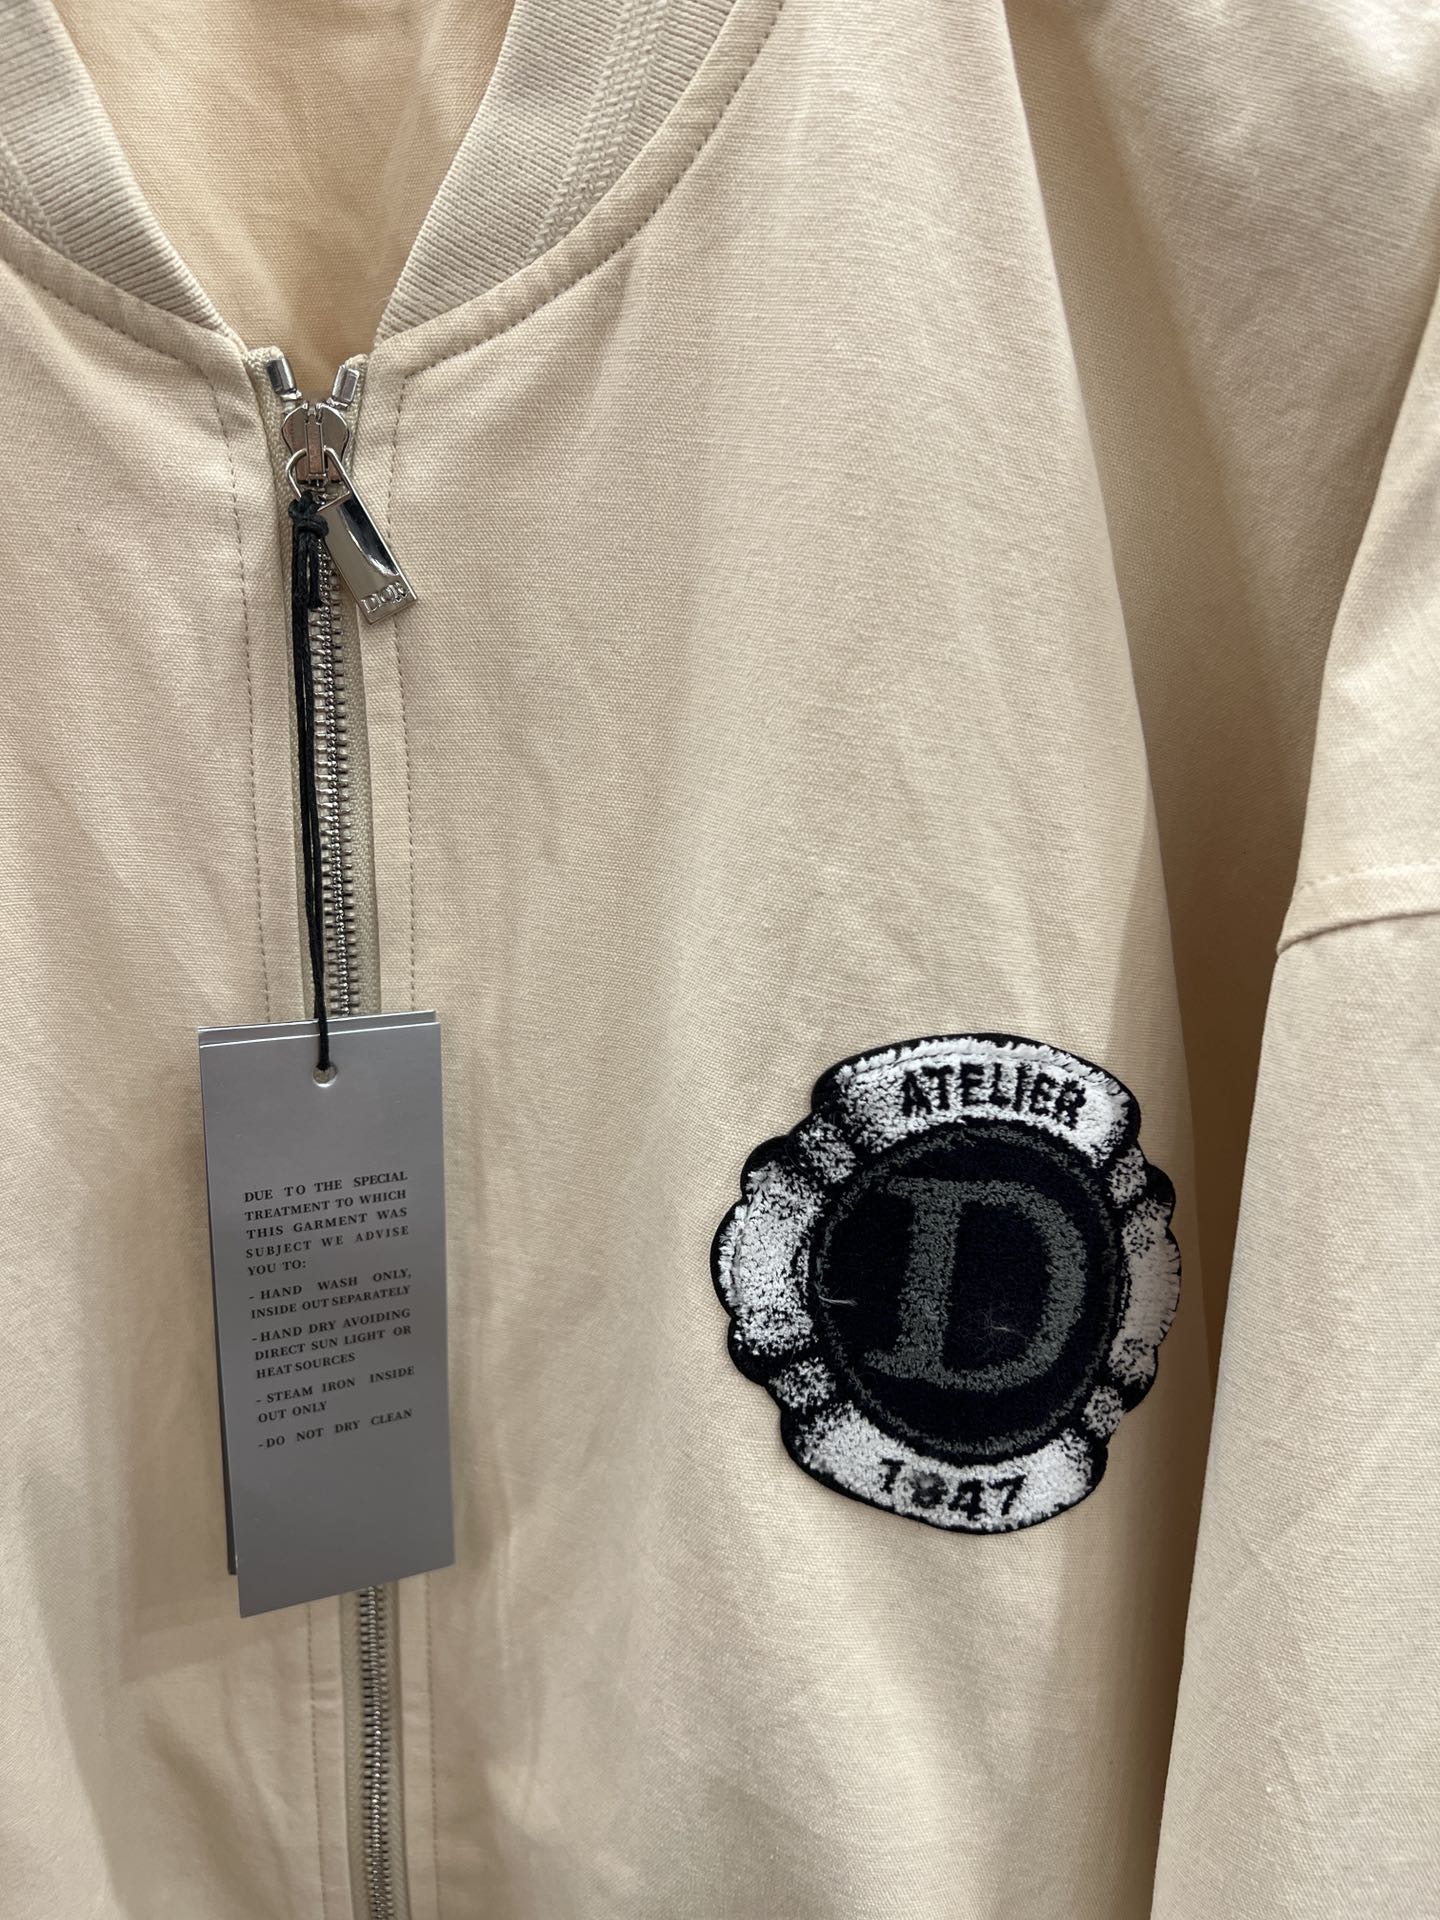 DIOR
DUE TO THE SPECIAL
TREATMENT TO WHICH
THIS GARMENT WAS
SUBJECT WE ADVISE
YOU TO:
- HAND WASH ONLY,
INSIDE OUT SEPARATELY
- HAND DRY AVOIDING
DIRECT SUN LIGHT OR
HEAT SOURCES
- STEAM IRON INSIDE
OUT ONLY
- DO NOT DRY CLEAN
ATELIER
D
1947